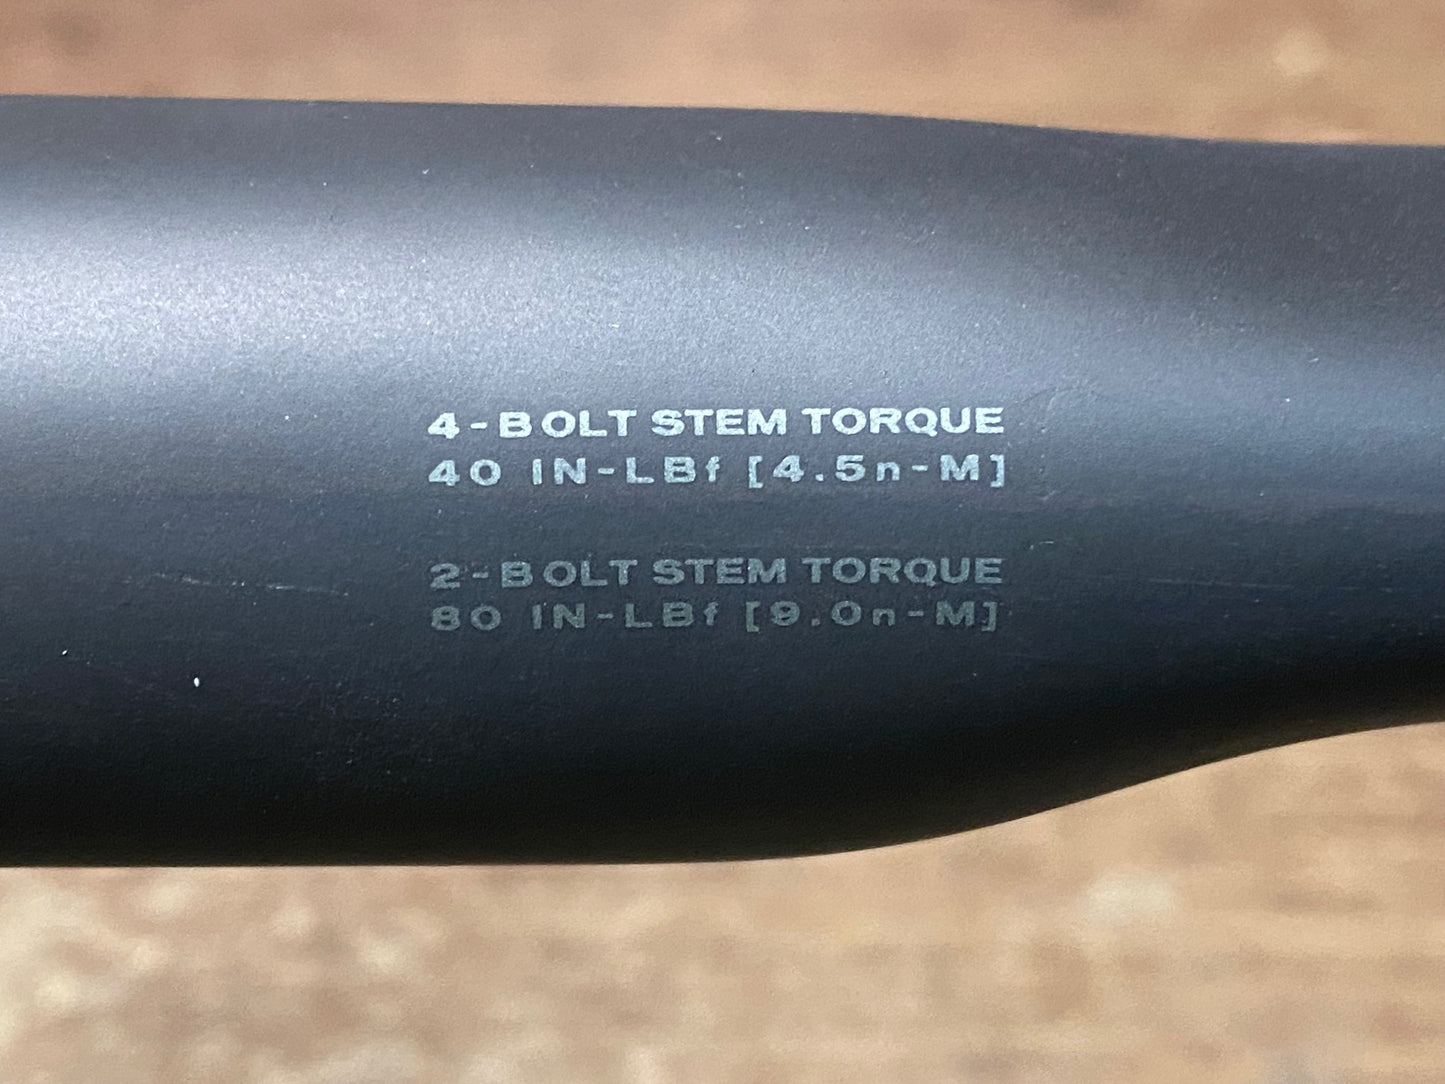 4-BOLT STEM TORQUE
40 IN-LBf [4.5n-M]
2-BOLT STEM TORQUE
80 IN-LBf [9.0n-M]